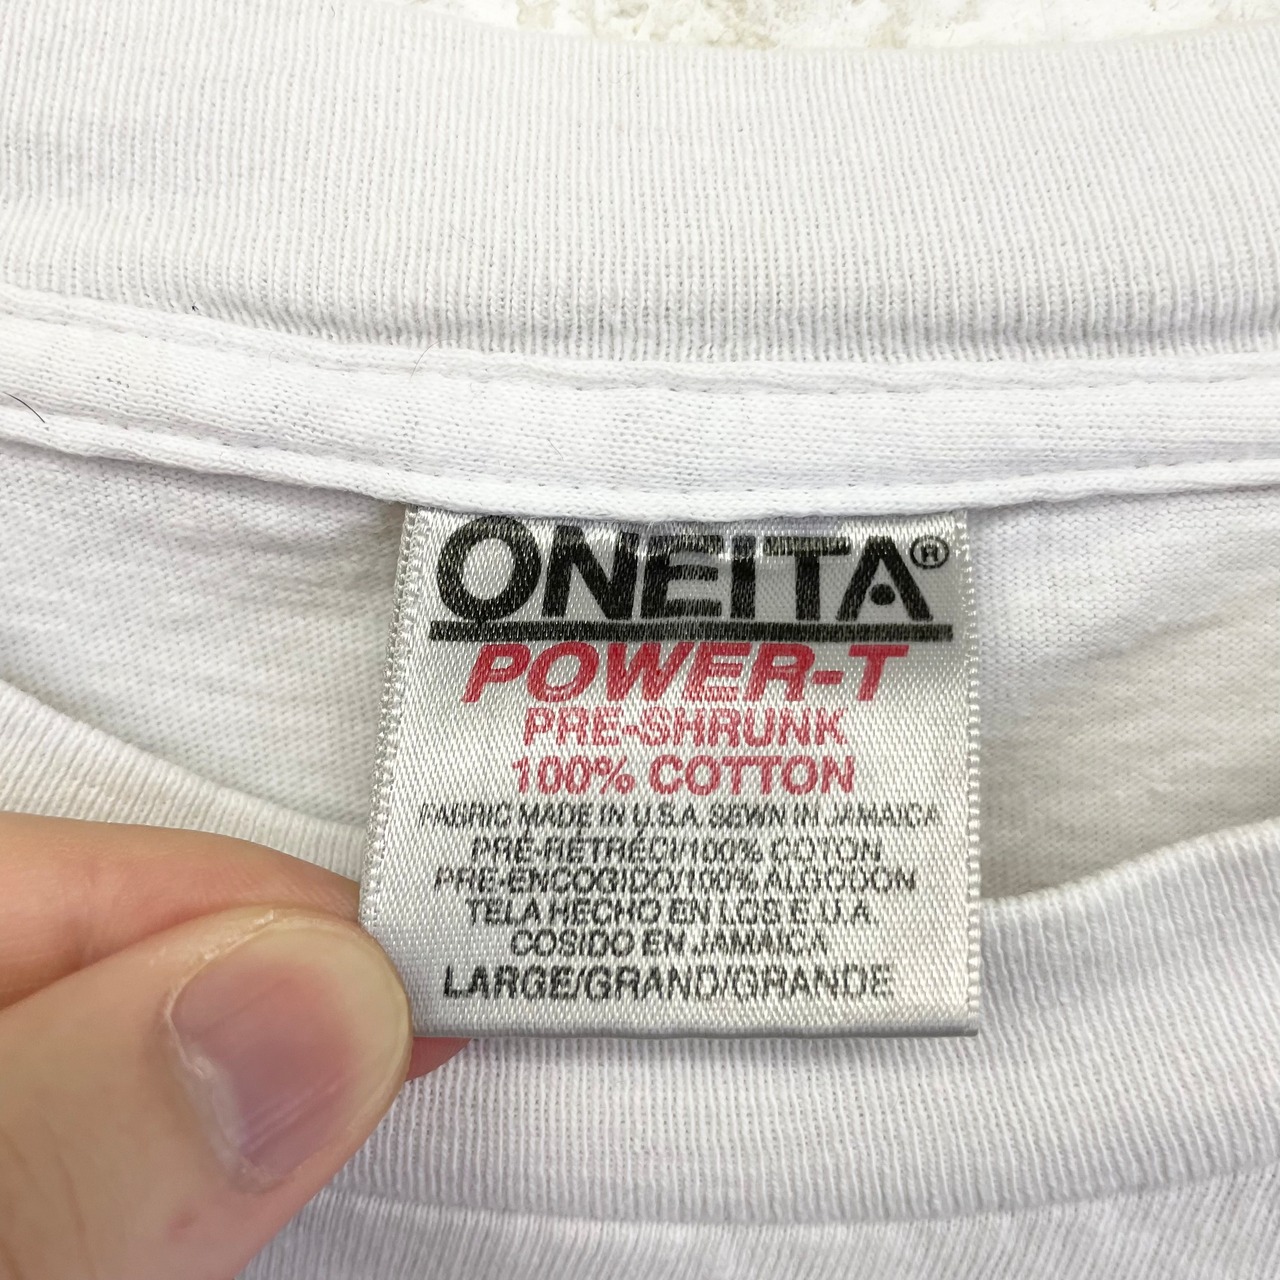 ONEITA®
POWER-T
PRE-SHRUNK
100% COTTON
FABRIC MADE IN U.S.A. SEWN IN JAMAICA
PRÉ-RETRÉCI/100% COTON
PRE-ENCOGIDO/100% ALGODON
TELA HECHO EN LOS E.U.A.
COSIDO EN JAMAICA
LARGE/GRAND/GRANDE